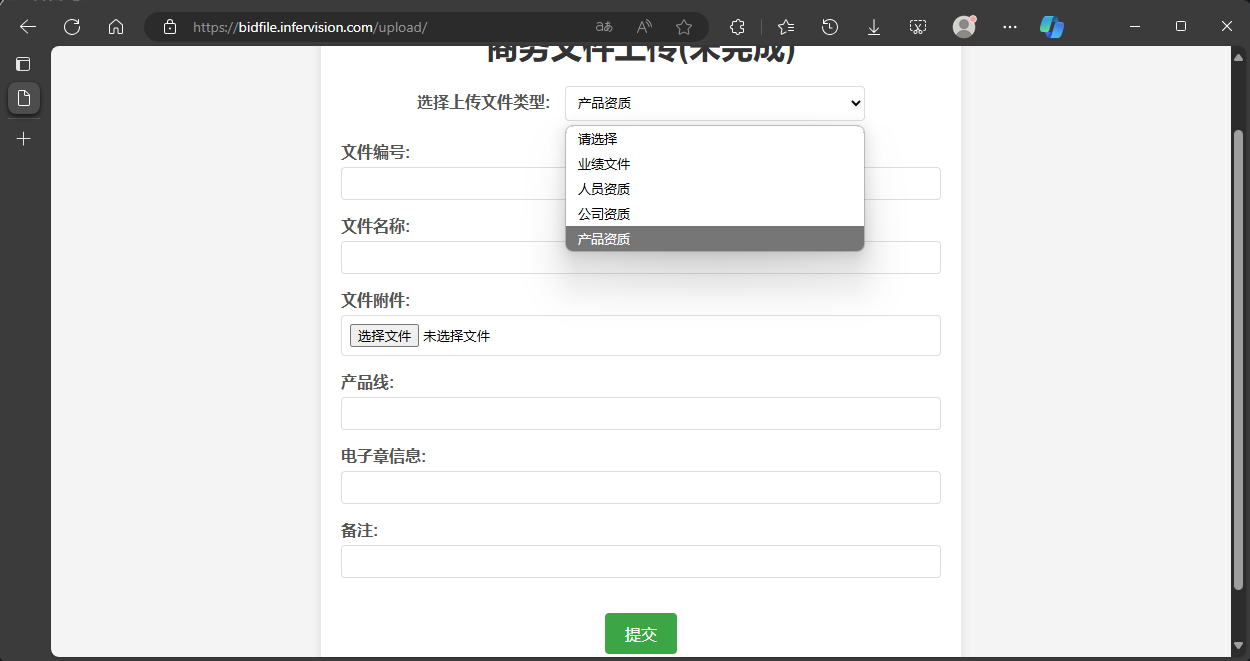 https://bidfile.infervision.com/upload/
商务文件上传(未完成)
选择上传文件类型: 产品资质
请选择
业绩文件
人员资质
公司资质
产品资质
文件编号:
文件名称:
文件附件:
选择文件 未选择文件
产品线:
电子章信息:
备注:
提交